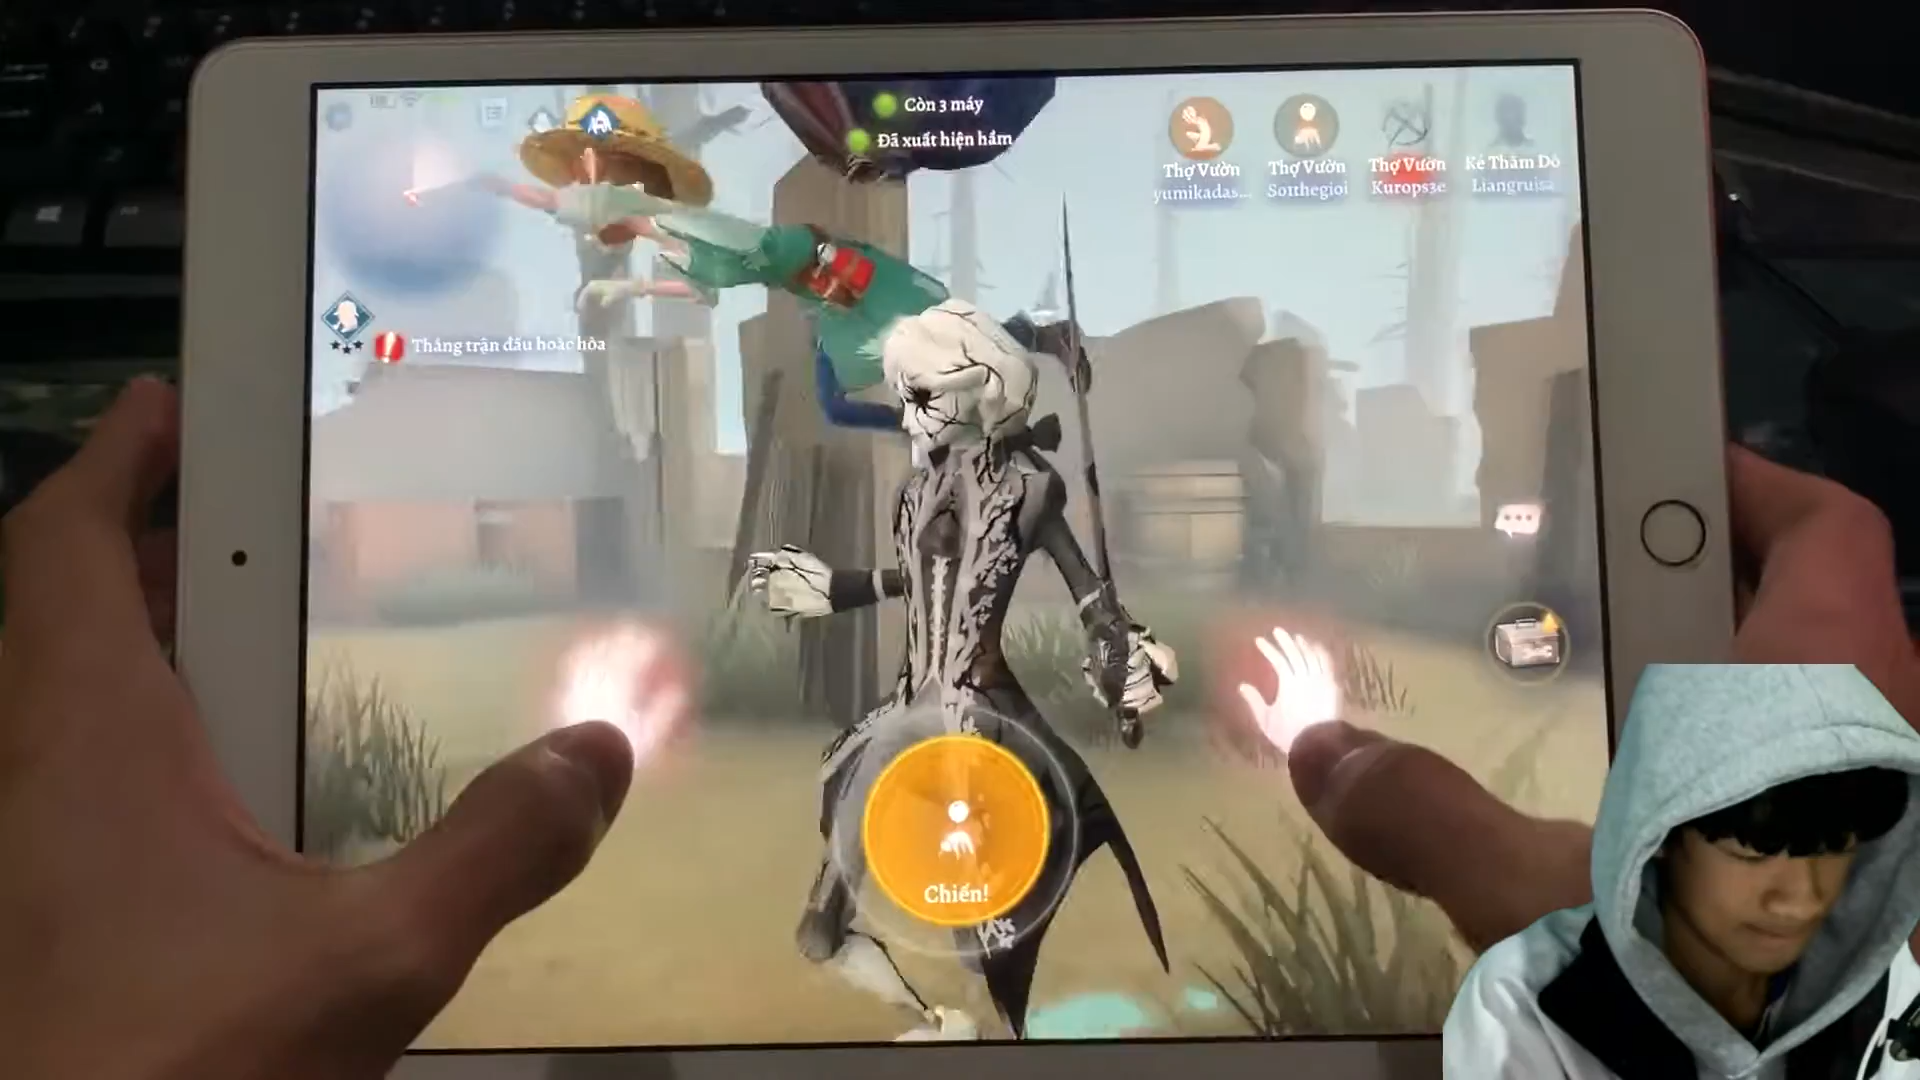 Còn 3 máy
Đã xuất hiện hầm
Thợ Vườn
yumikadas...
Thợ Vườn
Sotthegioi
Thợ Vườn
Kurops3e
Kẻ Thăm Dò
Liangruisa
Thắng trận đấu hoặc hòa
Chiến!